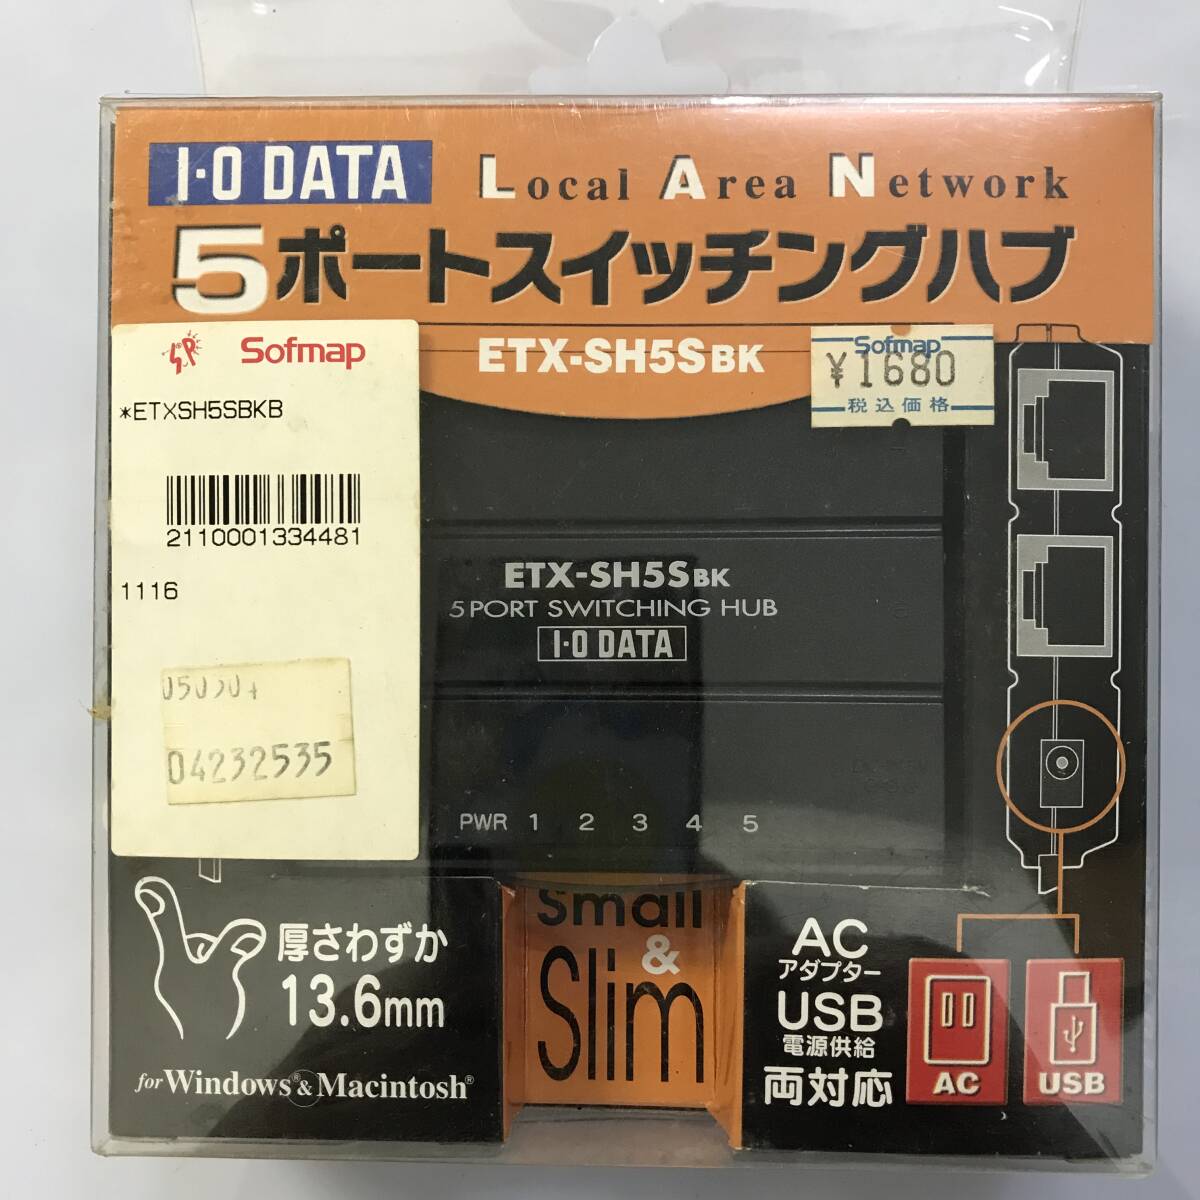 I-O DATA
Local Area Network
5ポートスイッチングハブ
ETX-SH5SBK
Sofmap
¥1680
税込価格
Sofmap
*ETXSH5SBKB
2110001334481
1116
04232535
ETX-SH5SBK
5 PORT SWITCHING HUB
I-O DATA
PWR 1 2 3 4 5
厚さわずか
13.6mm
for Windows® & Macintosh®
Small
&
Slim
AC
アダプター
USB
電源供給
両対応
AC
USB